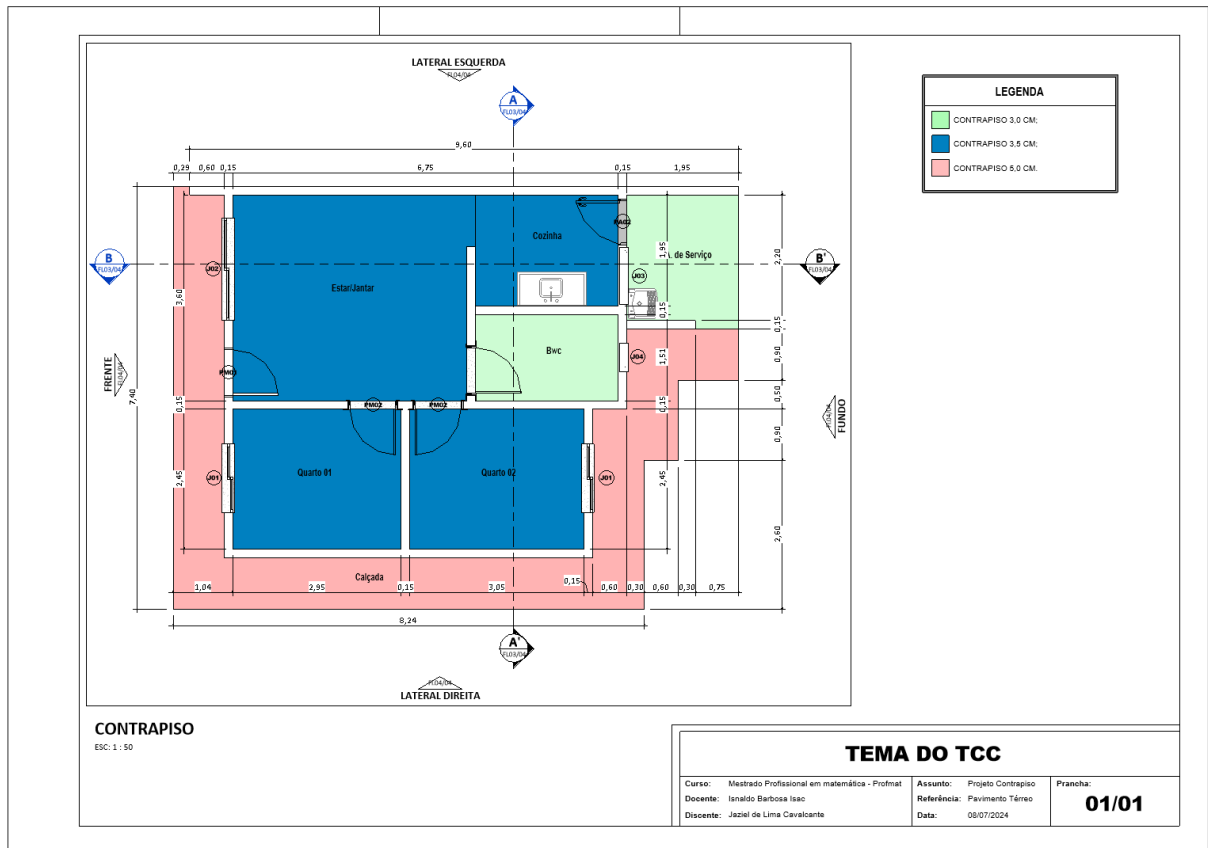 LATERAL ESQUERDA
FL04/04
LEGENDA
CONTRAPISO 3,0 CM;
CONTRAPISO 3,5 CM;
CONTRAPISO 5,0 CM.
A
FL03/04
9,60
0,29 0,60 0,15 6,75 0,15 1,95
Cozinha
PA02
1,95
2,20
A. de Serviço
B
FL03/04
B'
FL03/04
J02
J03
Estar/Jantar
3,60
0,15
0,15
Bwc
1,51
J04
0,90
FRENTE
FL04/04
PM01
7,40
0,50
0,15
PM02
PM02
0,15
0,90
FL04/04
FUNDO
Quarto 01
Quarto 02
J01
J01
2,45
2,45
2,60
Calçada
0,15
1,04 2,95 0,15 3,05 0,60 0,30 0,60 0,30 0,75
8,24
A'
FL03/04
FL04/04
LATERAL DIREITA
CONTRAPISO
ESC: 1 : 50
TEMA DO TCC
Curso: Mestrado Profissional em matemática - Profmat
Docente: Isnaldo Barbosa Isac
Discente: Jaziel de Lima Cavalcante
Assunto: Projeto Contrapiso
Referência: Pavimento Térreo
Data: 08/07/2024
Prancha:
01/01